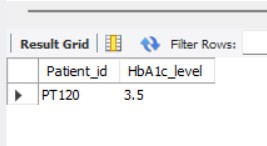 Result Grid Filter Rows:
Patient_id HbA1c_level
PT120 3.5